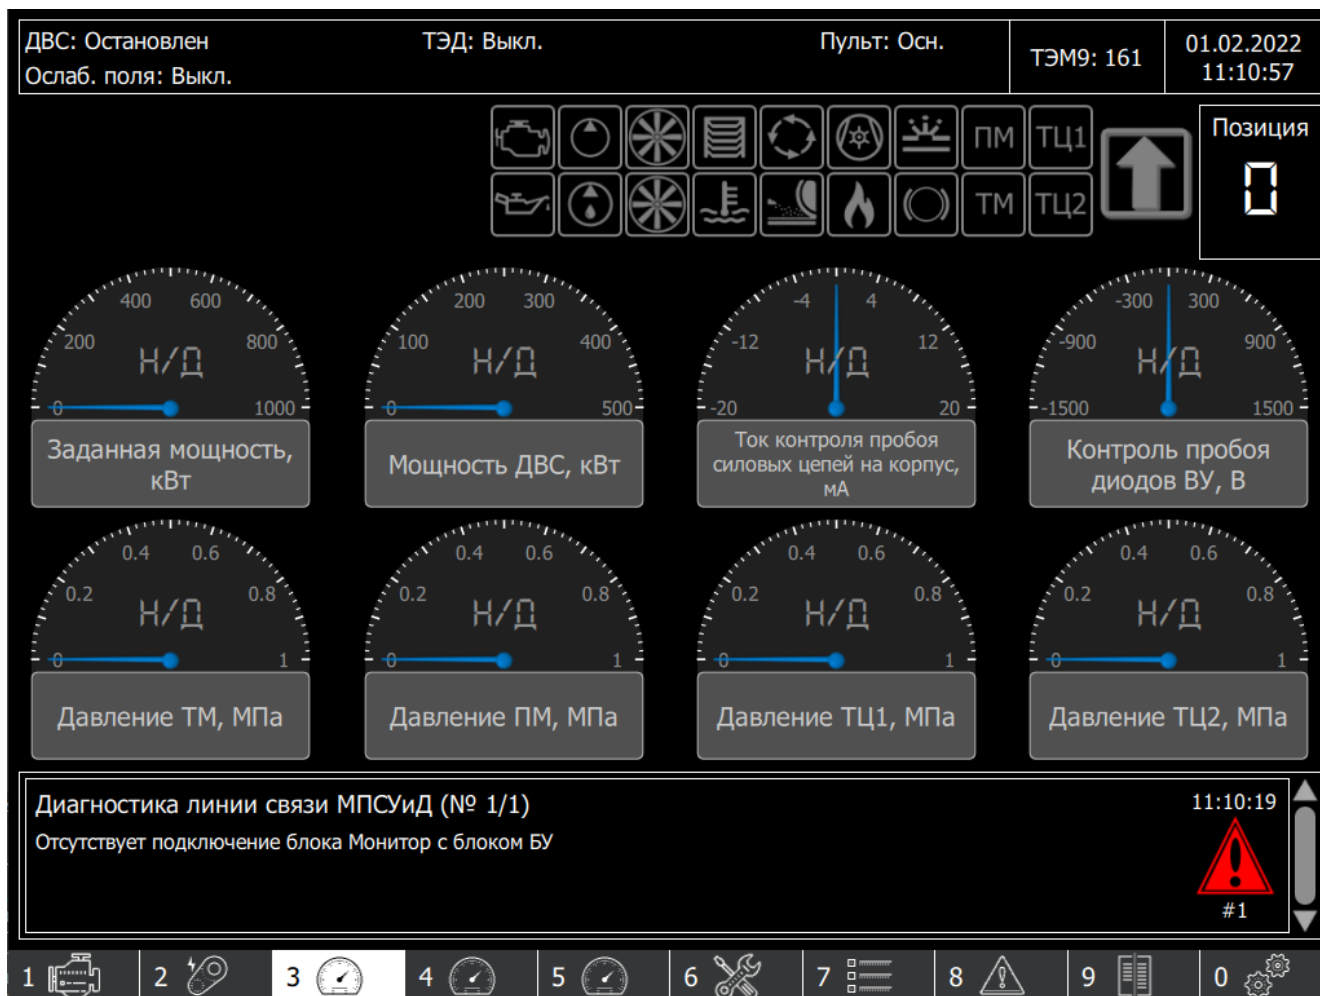 ДВС: Остановлен ТЭД: Выкл. Пульт: Осн.
Ослаб. поля: Выкл.
ТЭМ9: 161
01.02.2022
11:10:57
ПМ ТЦ1
ТМ ТЦ2
Позиция
0
400 600
200 800
Н/Д
0 1000
Заданная мощность,
кВт
200 300
100 400
Н/Д
0 500
Мощность ДВС, кВт
-4 4
-12 12
Н/Д
-20 20
Ток контроля пробоя
силовых цепей на корпус,
мА
-300 300
-900 900
Н/Д
-1500 1500
Контроль пробоя
диодов ВУ, В
0.4 0.6
0.2 0.8
Н/Д
0 1
Давление ТМ, МПа
0.4 0.6
0.2 0.8
Н/Д
0 1
Давление ПМ, МПа
0.4 0.6
0.2 0.8
Н/Д
0 1
Давление ТЦ1, МПа
0.4 0.6
0.2 0.8
Н/Д
0 1
Давление ТЦ2, МПа
Диагностика линии связи МПСУиД (№ 1/1)
Отсутствует подключение блока Монитор с блоком БУ
11:10:19
#1
1 2 3 4 5 6 7 8 9 0